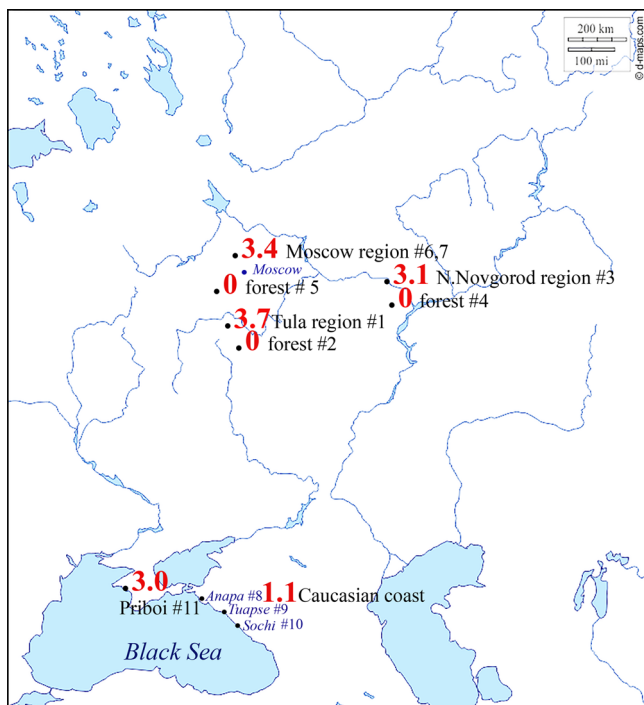 200 km
100 mi
© d-maps.com
3.4 Moscow region #6,7
Moscow
0 forest # 5
3.1 N.Novgorod region #3
0 forest #4
3.7 Tula region #1
0 forest #2
3.0
Priboi #11
Anapa #8 1.1 Caucasian coast
Tuapse #9
Sochi #10
Black Sea